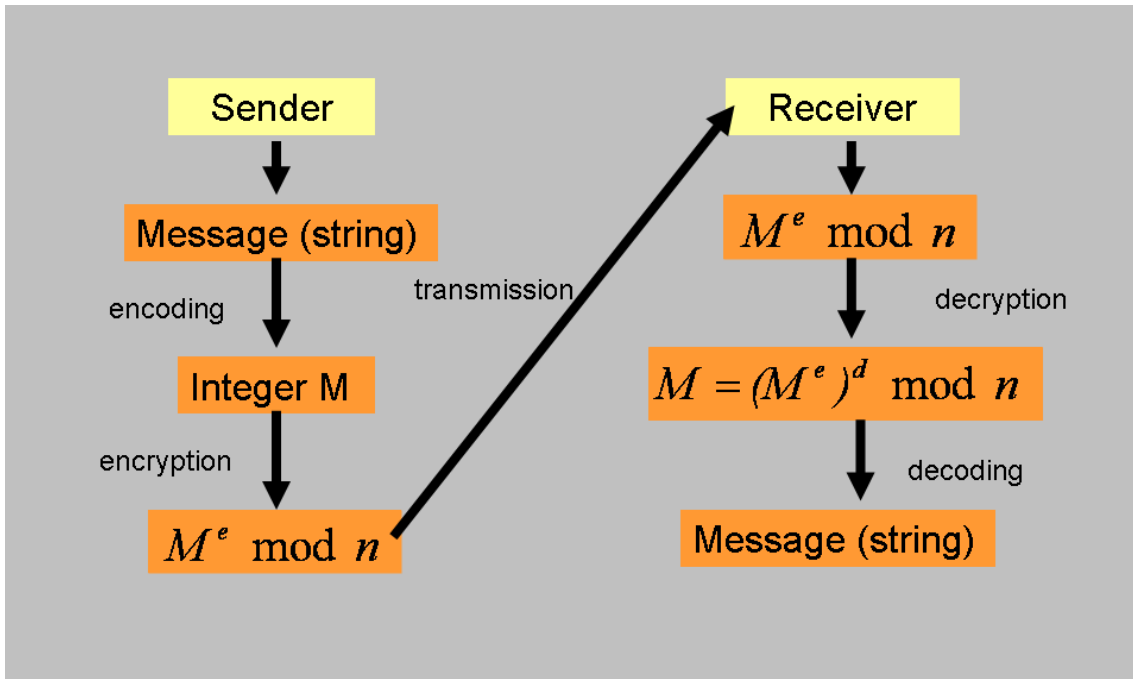 Sender
Message (string)
encoding
Integer M
encryption
M^e mod n
transmission
Receiver
M^e mod n
decryption
M = (M^e)^d mod n
decoding
Message (string)